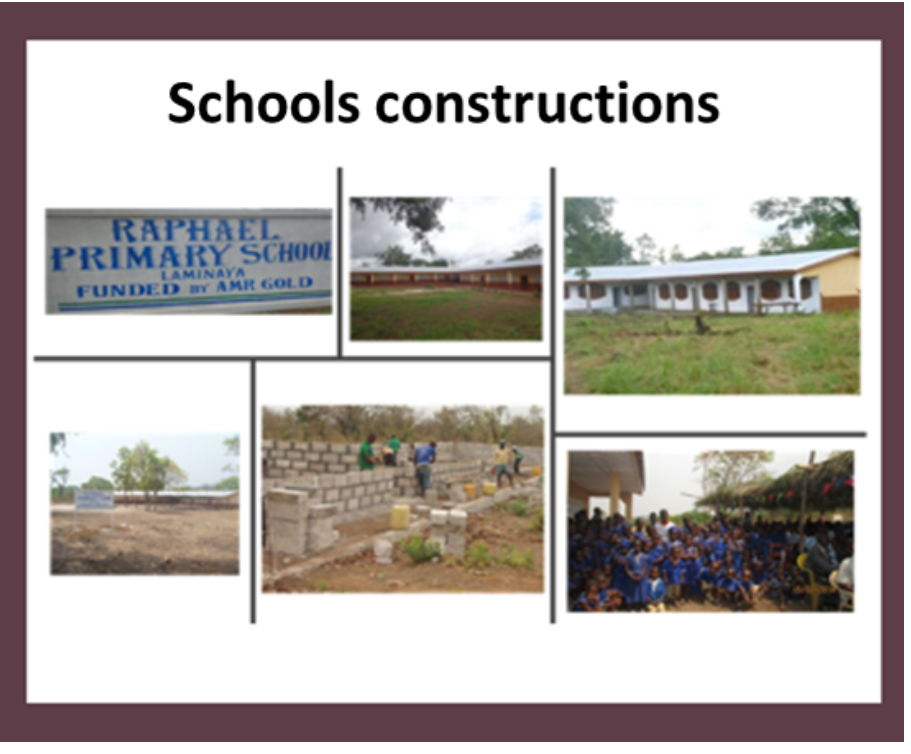 Schools constructions
RAPHAEL
PRIMARY SCHOOL
LAMINAYA
FUNDED BY AMR GOLD